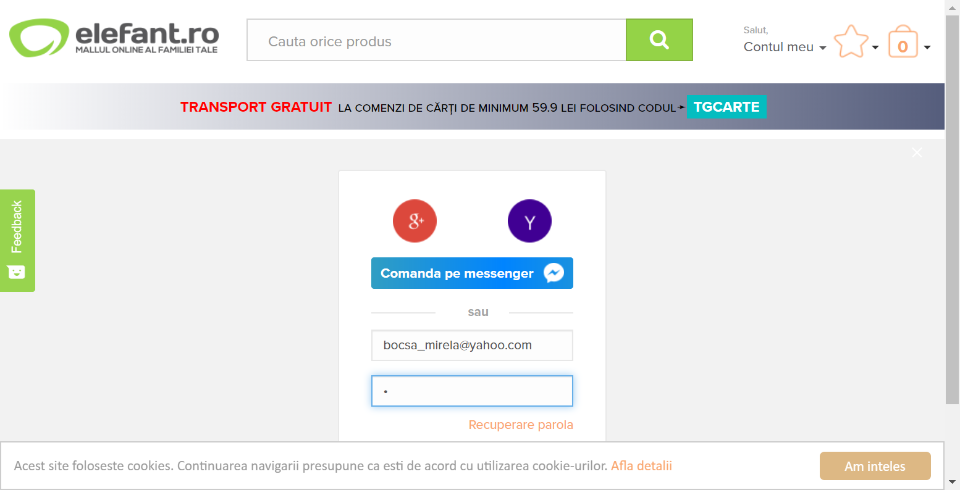 elefant.ro
MALLUL ONLINE AL FAMILIEI TALE
Cauta orice produs
Salut,
Contul meu
0
TRANSPORT GRATUIT LA COMENZI DE CĂRȚI DE MINIMUM 59.9 LEI FOLOSIND CODUL TGCARTE
Feedback
g+
Y
Comanda pe messenger
sau
bocsa_mirela@yahoo.com
•
Recuperare parola
Acest site foloseste cookies. Continuarea navigarii presupune ca esti de acord cu utilizarea cookie-urilor. Afla detalii
Am inteles